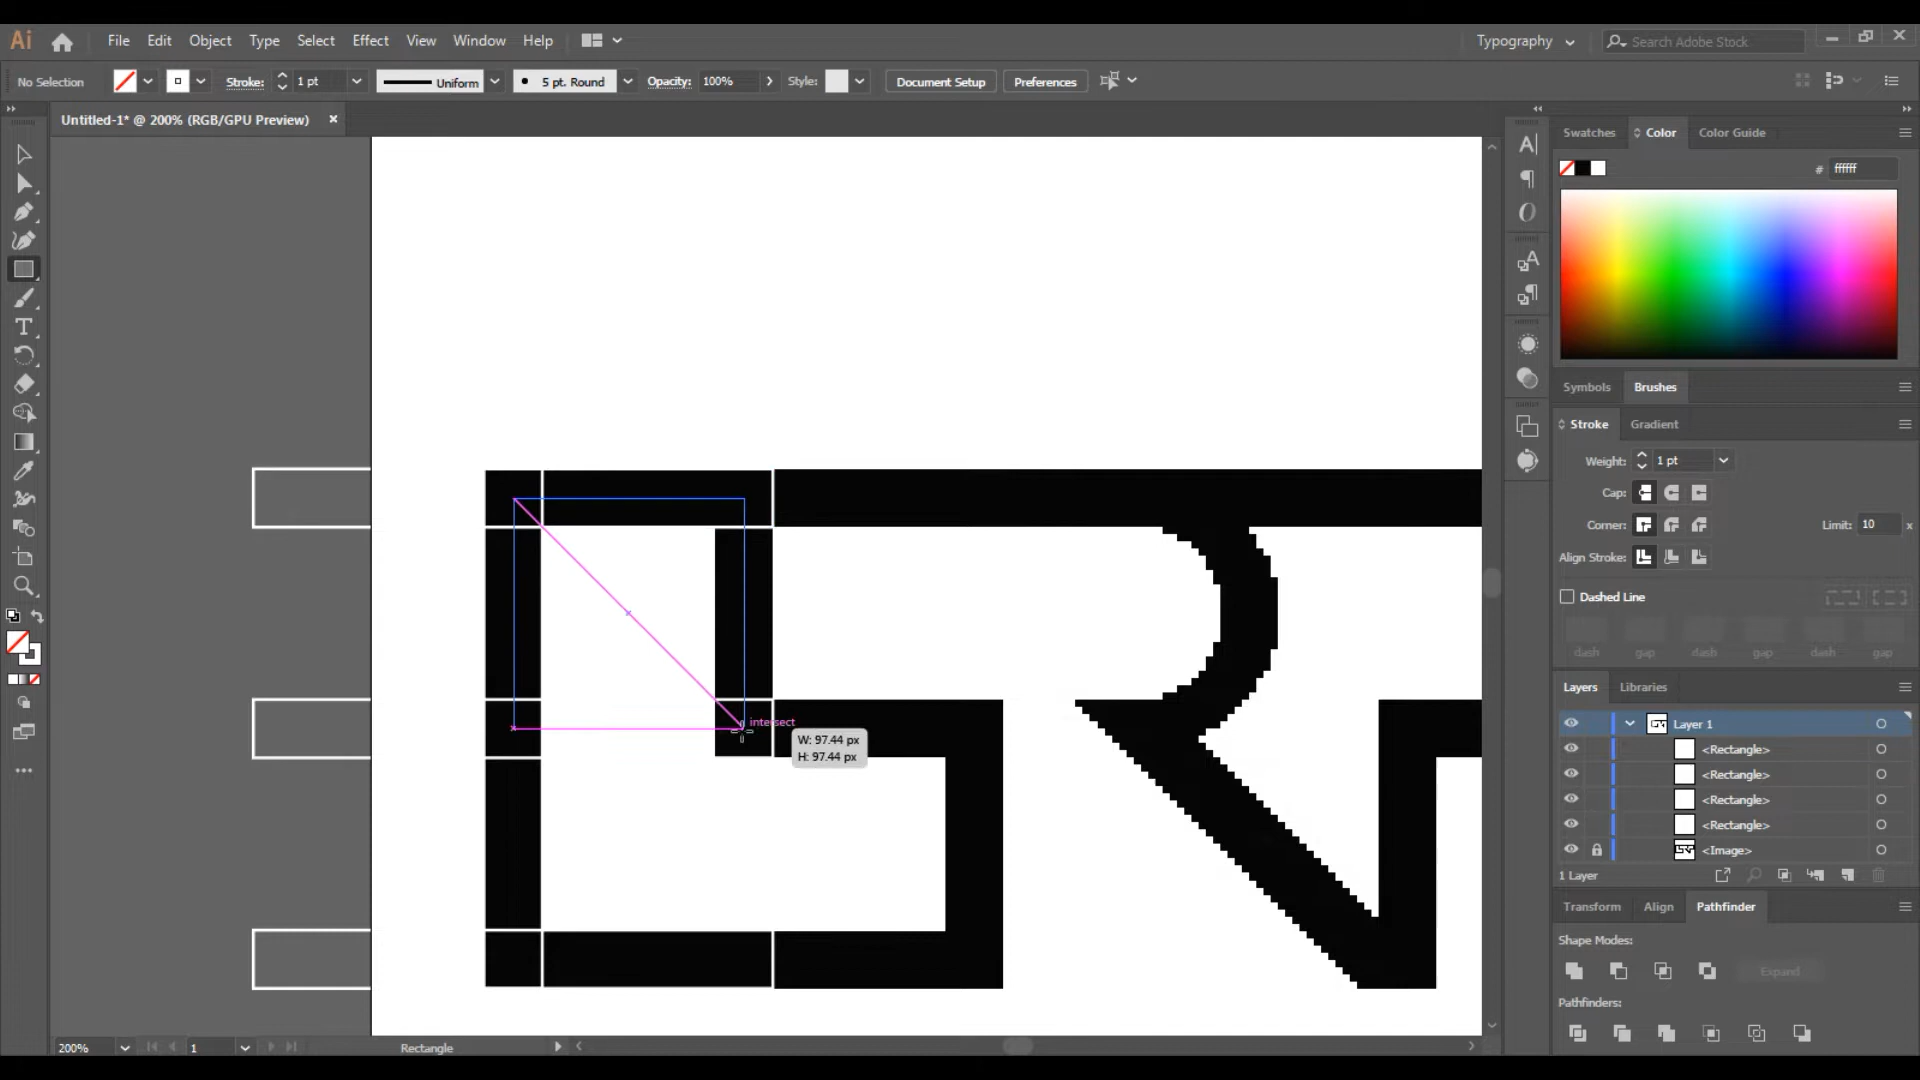 Ai File Edit Object Type Select Effect View Window Help Typography Search Adobe Stock
No Selection Stroke: 1 pt Uniform 5 pt. Round Opacity: 100% Style: Document Setup Preferences
Untitled-1* @ 200% (RGB/GPU Preview)
Swatches Color Color Guide
# ffffff
Symbols Brushes
Stroke Gradient
Weight: 1 pt
Cap:
Corner: Limit: 10 x
Align Stroke:
Dashed Line
dash gap dash gap dash gap
Layers Libraries
Layer 1
intersect
W: 97.44 px
H: 97.44 px
<Rectangle>
<Rectangle>
<Rectangle>
<Rectangle>
<Image>
1 Layer
Transform Align Pathfinder
Shape Modes:
Expand
Pathfinders:
200% 1 Rectangle